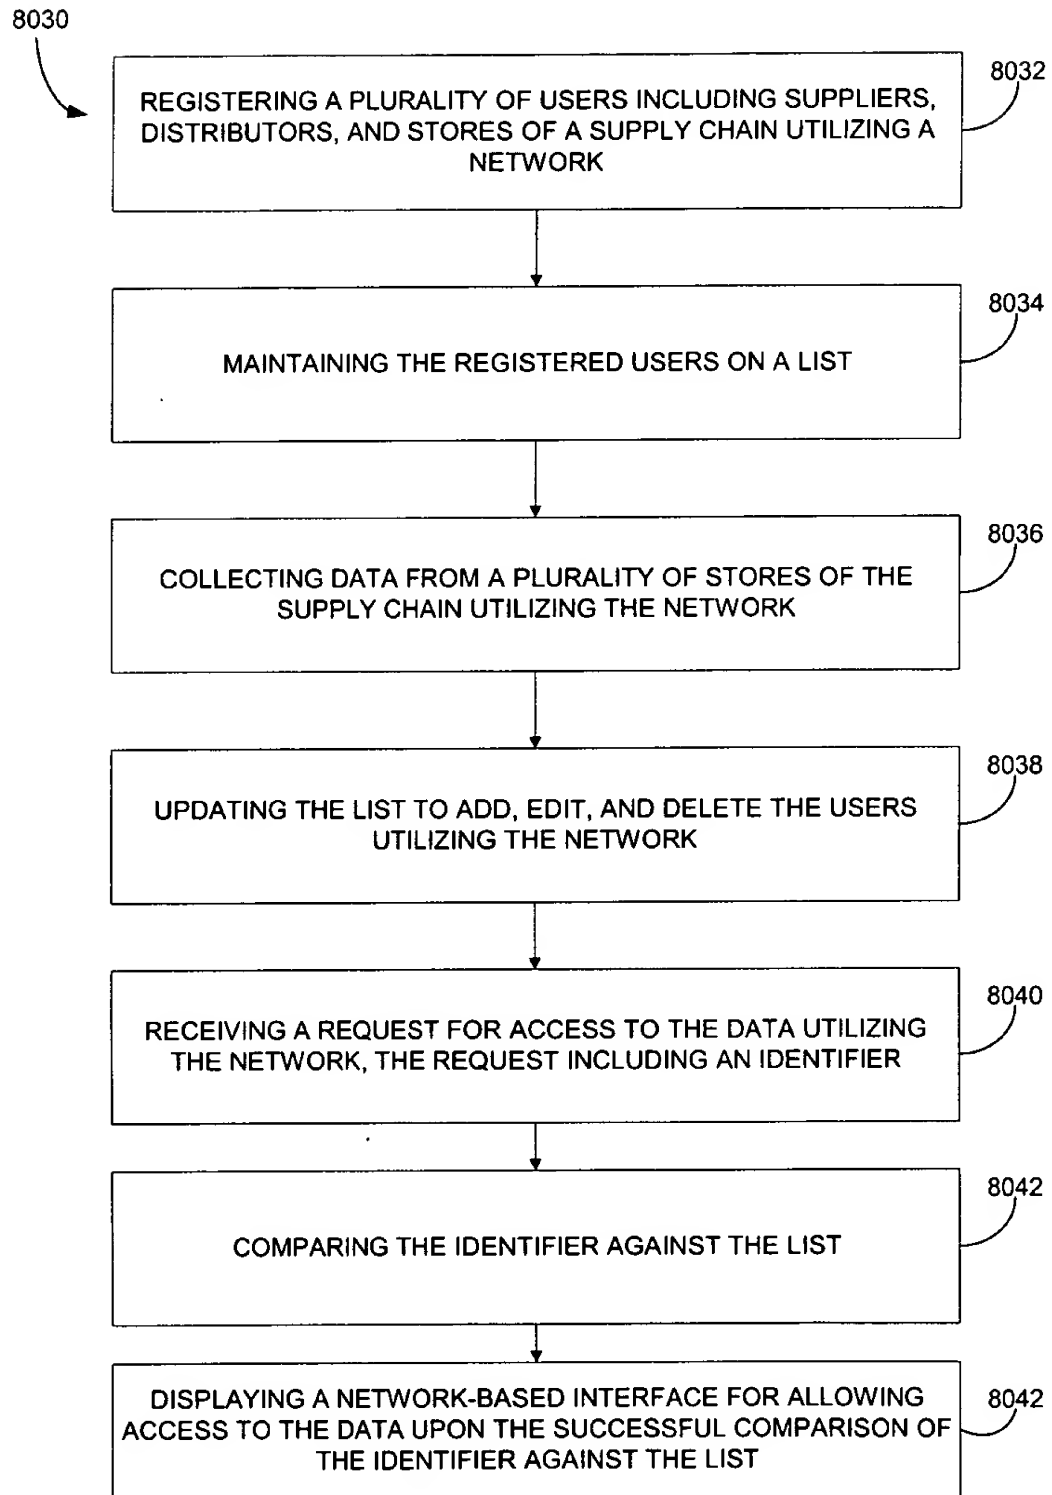 8030
8032
REGISTERING A PLURALITY OF USERS INCLUDING SUPPLIERS,
DISTRIBUTORS, AND STORES OF A SUPPLY CHAIN UTILIZING A
NETWORK
8034
MAINTAINING THE REGISTERED USERS ON A LIST
8036
COLLECTING DATA FROM A PLURALITY OF STORES OF THE
SUPPLY CHAIN UTILIZING THE NETWORK
8038
UPDATING THE LIST TO ADD, EDIT, AND DELETE THE USERS
UTILIZING THE NETWORK
8040
RECEIVING A REQUEST FOR ACCESS TO THE DATA UTILIZING
THE NETWORK, THE REQUEST INCLUDING AN IDENTIFIER
8042
COMPARING THE IDENTIFIER AGAINST THE LIST
8042
DISPLAYING A NETWORK-BASED INTERFACE FOR ALLOWING
ACCESS TO THE DATA UPON THE SUCCESSFUL COMPARISON OF
THE IDENTIFIER AGAINST THE LIST